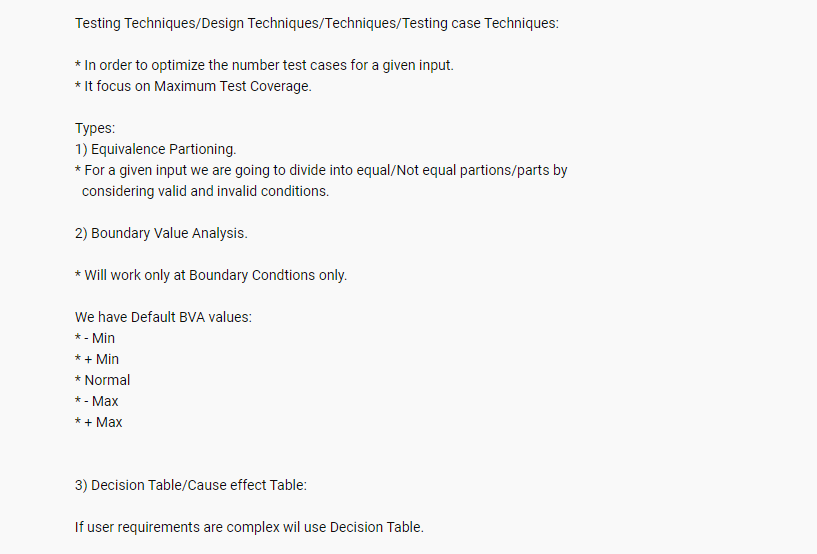 Testing Techniques/Design Techniques/Techniques/Testing case Techniques:
* In order to optimize the number test cases for a given input.
* It focus on Maximum Test Coverage.
Types:
1) Equivalence Partioning.
* For a given input we are going to divide into equal/Not equal partions/parts by
considering valid and invalid conditions.
2) Boundary Value Analysis.
* Will work only at Boundary Condtions only.
We have Default BVA values:
* - Min
* + Min
* Normal
* - Max
* + Max
3) Decision Table/Cause effect Table:
If user requirements are complex wil use Decision Table.